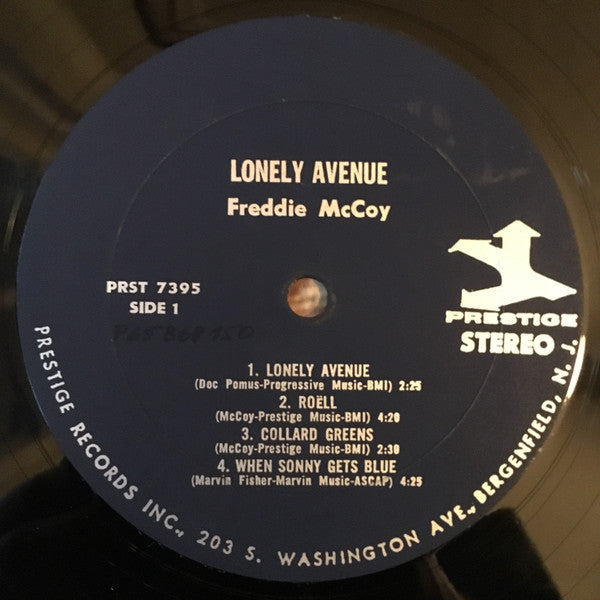 LONELY AVENUE
Freddie McCoy
PRST 7395
SIDE 1
PRESTIGE
STEREO
1. LONELY AVENUE
(Doc Pomus-Progressive Music-BMI) 2:25
2. ROËLL
(McCoy-Prestige Music-BMI) 4:20
3. COLLARD GREENS
(McCoy-Prestige Music-BMI) 2:30
4. WHEN SONNY GETS BLUE
(Marvin Fisher-Marvin Music-ASCAP) 4:25
PRESTIGE RECORDS INC., 203 S. WASHINGTON AVE., BERGENFIELD, N. J.